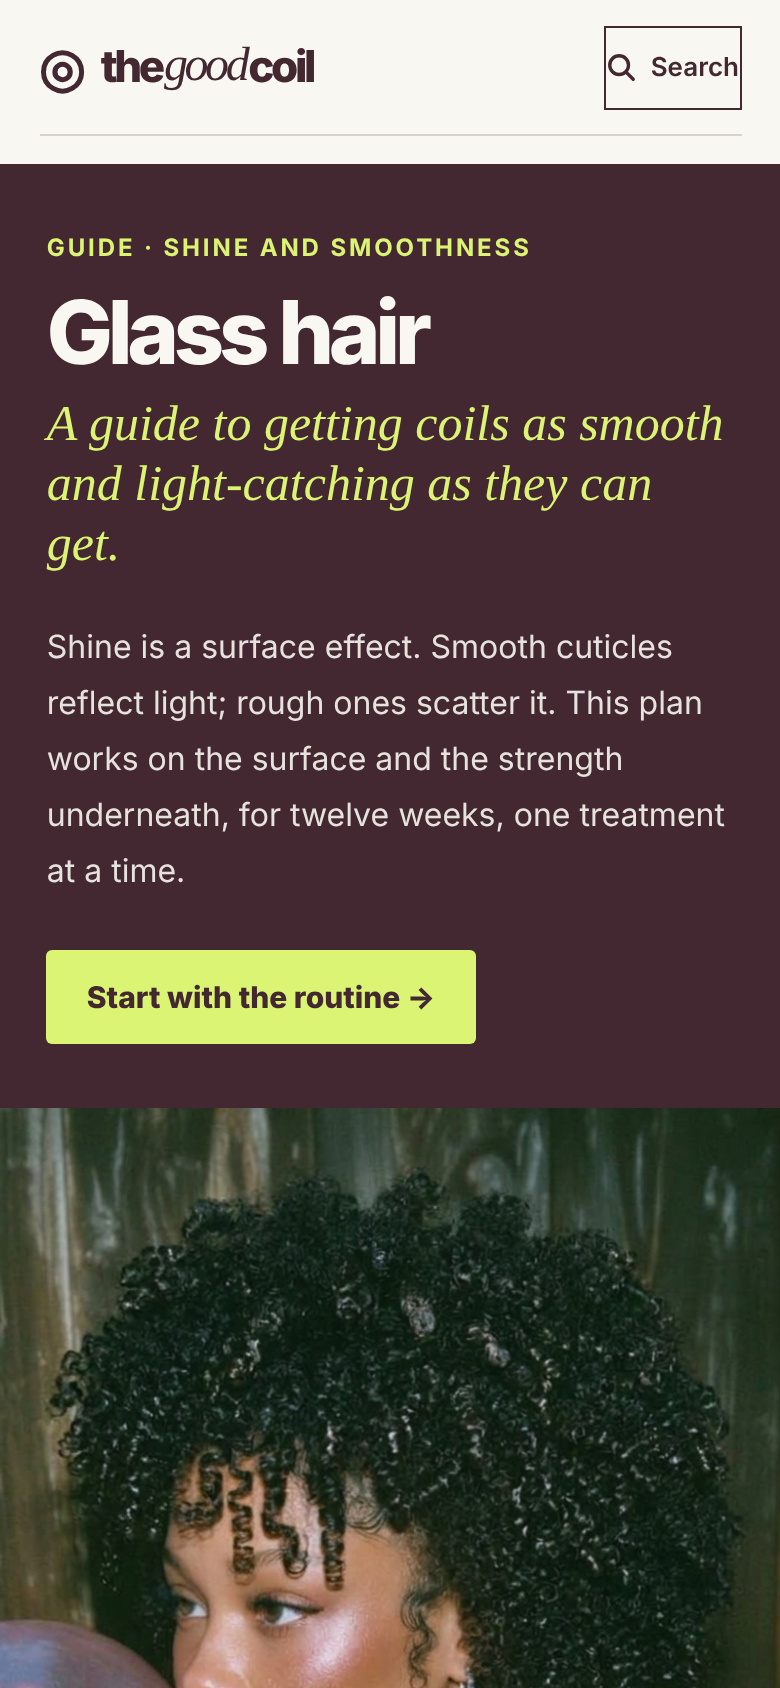 thegoodcoil
Search
GUIDE · SHINE AND SMOOTHNESS
Glass hair
A guide to getting coils as smooth
and light-catching as they can
get.
Shine is a surface effect. Smooth cuticles
reflect light; rough ones scatter it. This plan
works on the surface and the strength
underneath, for twelve weeks, one treatment
at a time.
Start with the routine →